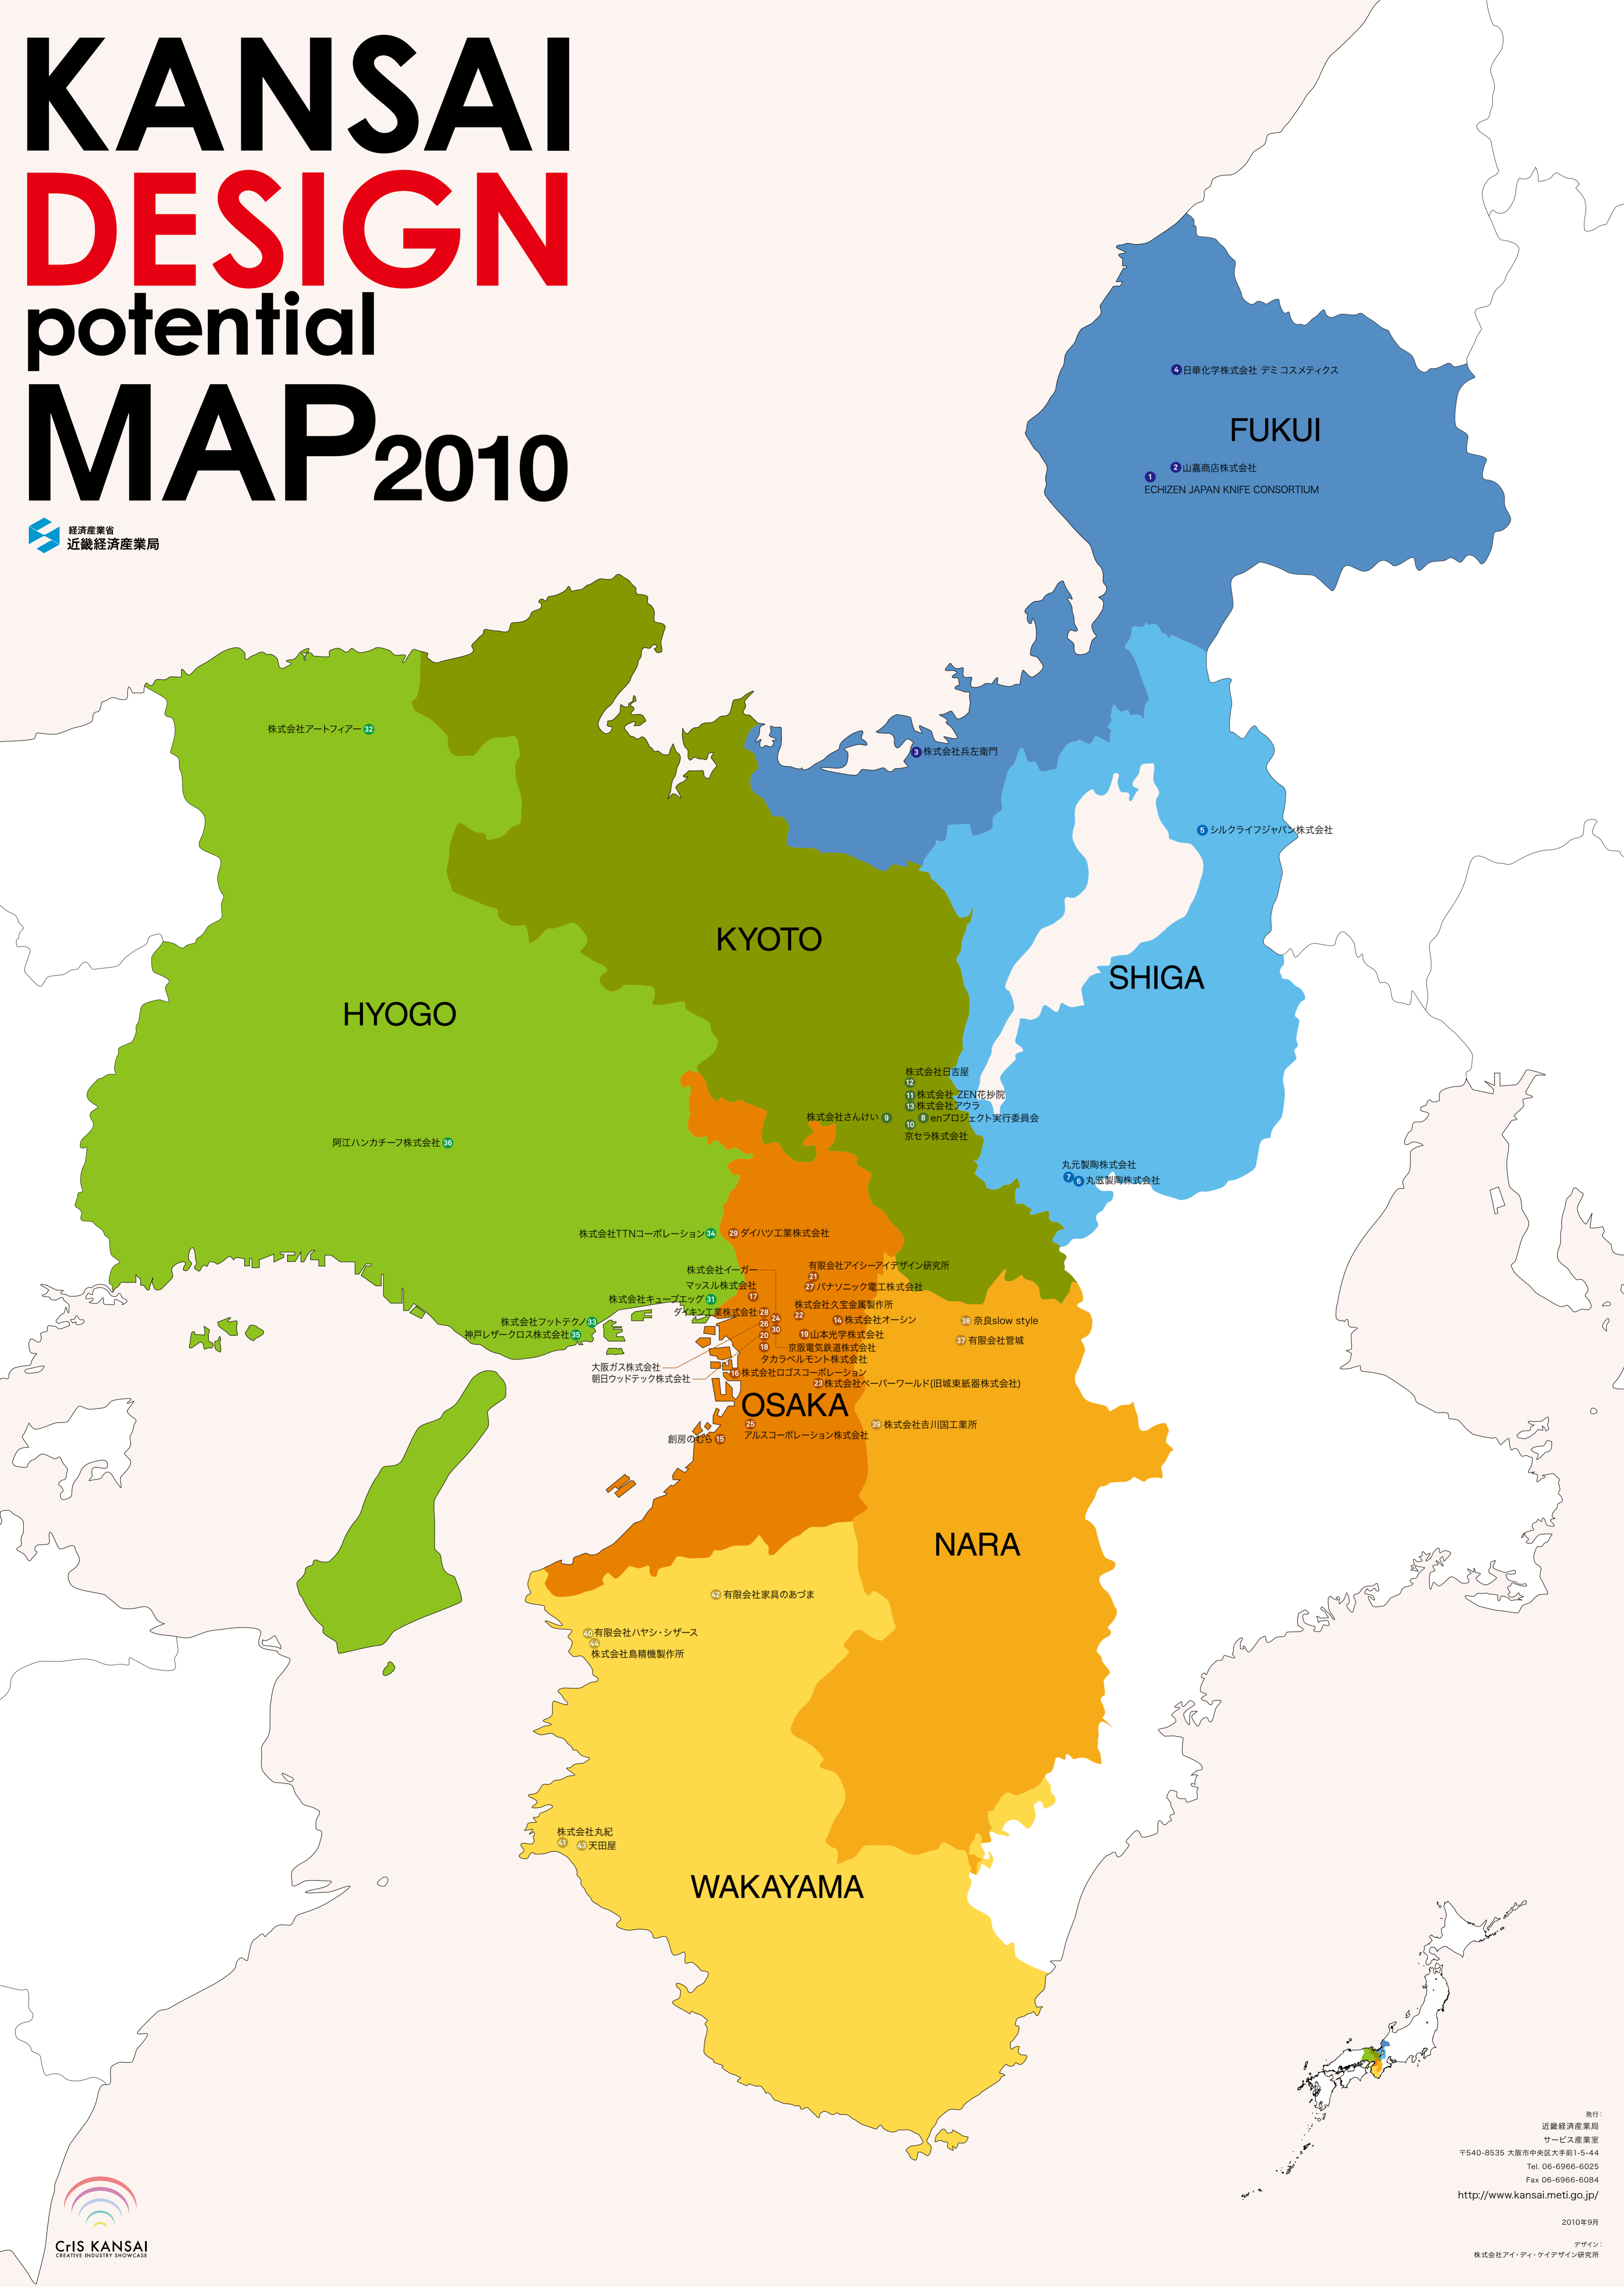 KANSAI
DESIGN
potential
MAP 2010
経済産業省
近畿経済産業局
4 日華化学株式会社 デミ コスメティクス
FUKUI
2 山嘉商店株式会社
1
ECHIZEN JAPAN KNIFE CONSORTIUM
株式会社アートフィアー 32
3 株式会社兵左衛門
5 シルクライフジャパン株式会社
KYOTO
SHIGA
HYOGO
株式会社日吉屋
12
11 株式会社 ZEN花抄院
13 株式会社アウラ
株式会社さんけい 9
8 enプロジェクト実行委員会
10
京セラ株式会社
阿江ハンカチーフ株式会社 36
丸元製陶株式会社
7 6 丸滋製陶株式会社
株式会社TTNコーポレーション 34
29 ダイハツ工業株式会社
有限会社アイシーアイデザイン研究所
21
株式会社イーガー
27 パナソニック電工株式会社
マッスル株式会社
17
株式会社キューブエッグ 31
株式会社久宝金属製作所
22
ダイキン工業株式会社 28
24
14 株式会社オーシン
38 奈良slow style
株式会社フットテクノ 33
26
30
神戸レザークロス株式会社 35
20
19 山本光学株式会社
37 有限会社管城
18
京阪電気鉄道株式会社
タカラベルモント株式会社
大阪ガス株式会社
16 株式会社ロゴスコーポレーション
朝日ウッドテック株式会社
23 株式会社ペーパーワールド(旧城東紙器株式会社)
OSAKA
25
39 株式会社吉川国工業所
アルスコーポレーション株式会社
創房のむら 15
NARA
42 有限会社家具のあづま
40 有限会社ハヤシ・シザース
44
株式会社島精機製作所
株式会社丸紀
41
43 天田屋
WAKAYAMA
発行:
近畿経済産業局
サービス産業室
〒540-8535 大阪市中央区大手前1-5-44
Tel. 06-6966-6025
Fax 06-6966-6084
http://www.kansai.meti.go.jp/
2010年9月
デザイン:
株式会社アイ・ディ・ケイデザイン研究所
CrIS KANSAI
CREATIVE INDUSTRY SHOWCASE